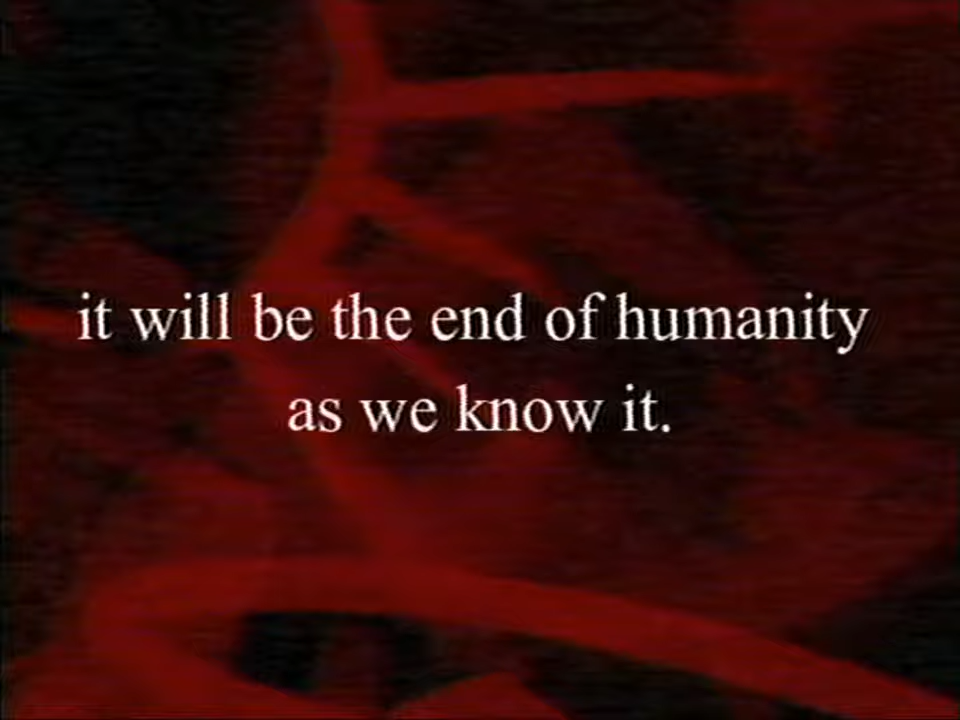 it will be the end of humanity
as we know it.